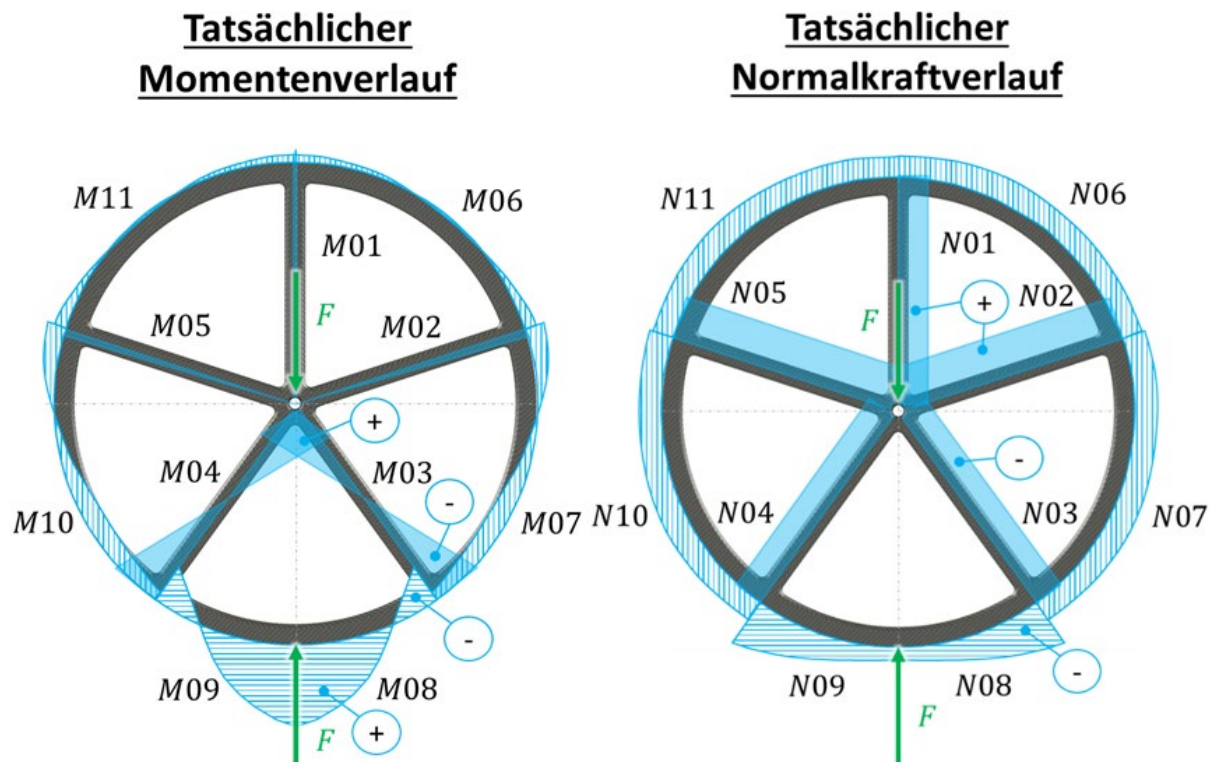 Tatsächlicher
Momentenverlauf
M11
M06
M01
F
M05
M02
+
M04
M03
-
M10
M07
-
M09
M08
F
+
Tatsächlicher
Normalkraftverlauf
N11
N06
N01
N05
+
N02
F
-
N10
N04
N03
N07
-
N09
N08
F